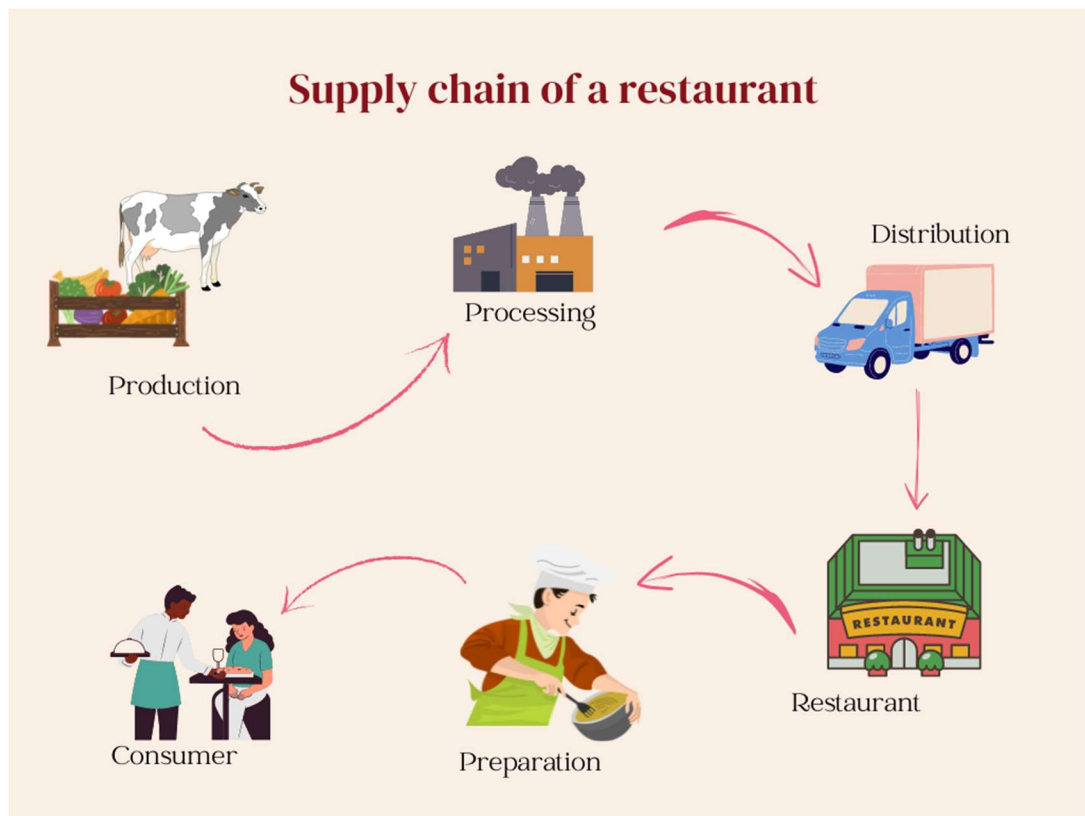 Supply chain of a restaurant
Production
Processing
Distribution
RESTAURANT
Restaurant
Preparation
Consumer